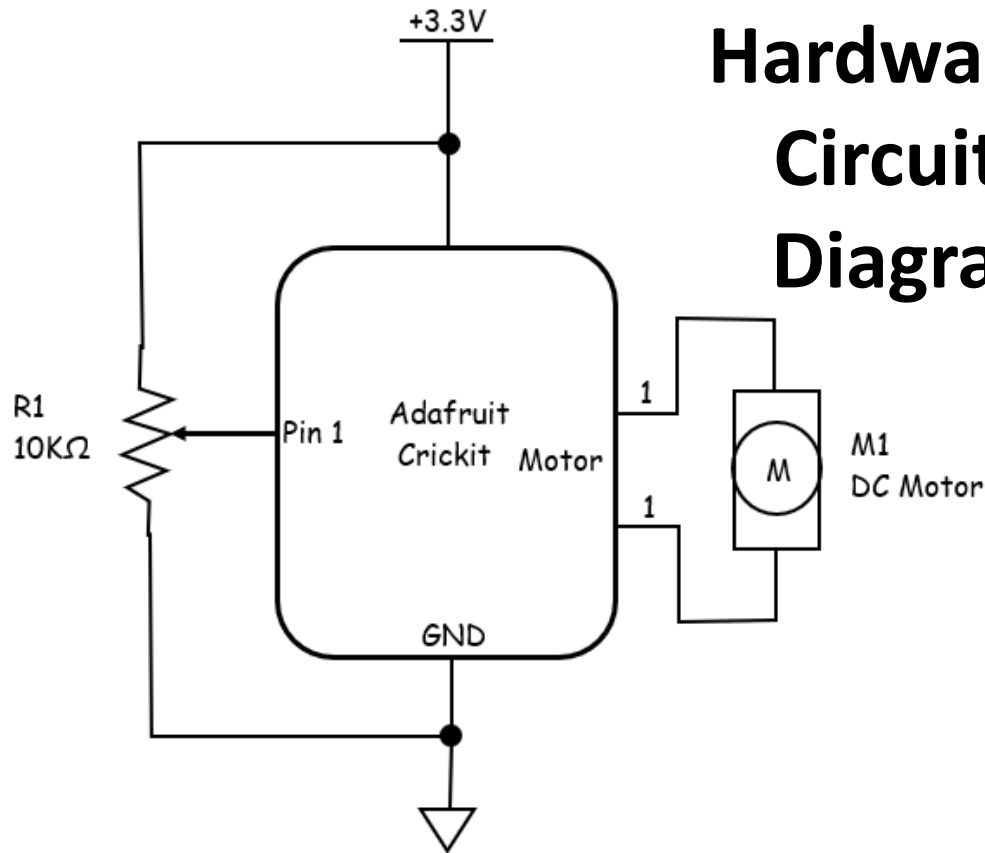 +3.3V
Hardwa
Circuit
Diagra
R1
10KΩ
Pin 1
Adafruit
Crickit
Motor
1
1
M
M1
DC Motor
GND